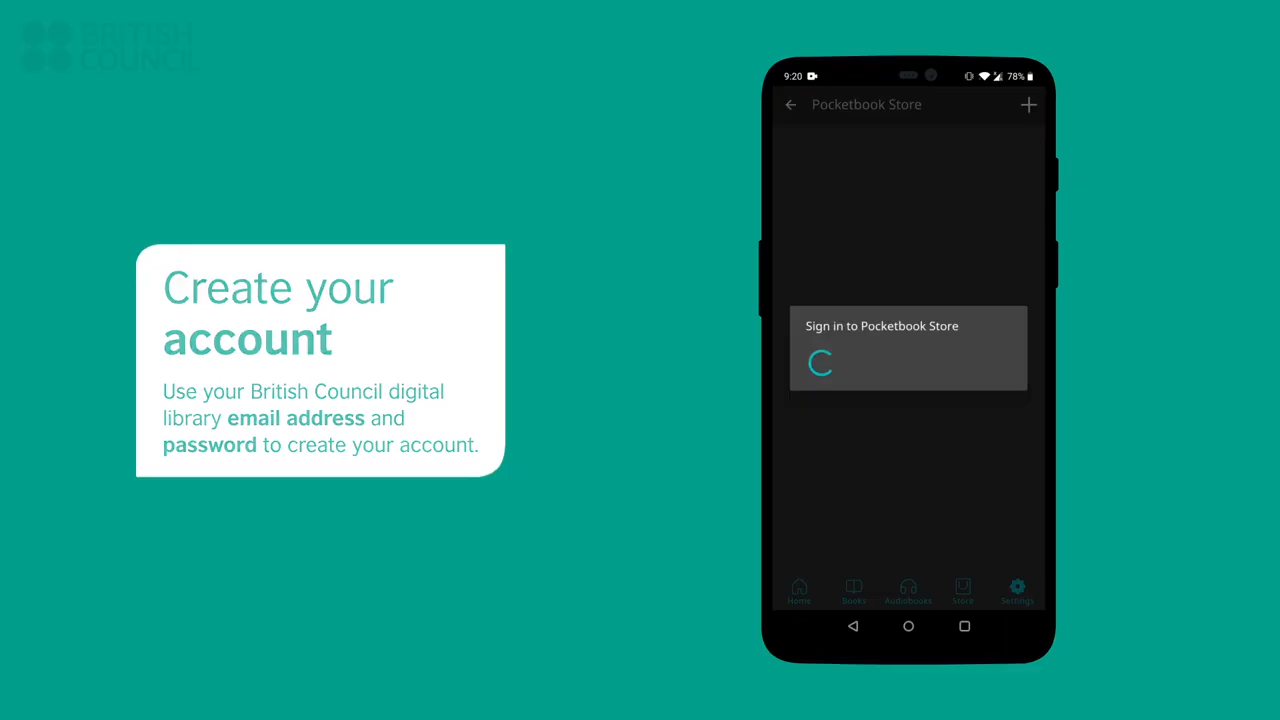 BRITISH
COUNCIL
Create your
account
Use your British Council digital
library email address and
password to create your account.
9:20
78%
Pocketbook Store
Sign in to Pocketbook Store
Home Books Audiobooks Store Settings